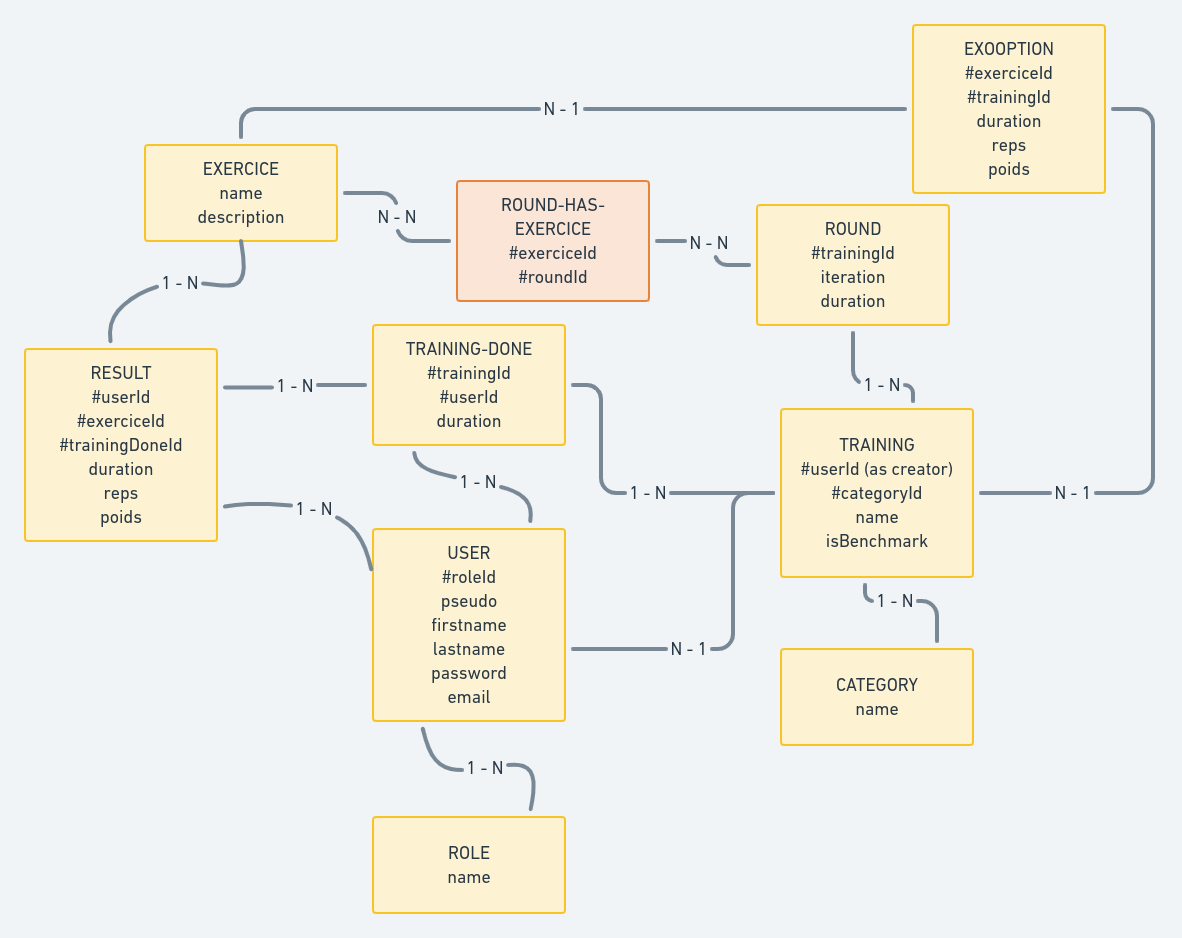 EXOOPTION
#exerciceId
#trainingId
duration
reps
poids
N - 1
EXERCICE
name
description
N - N
ROUND-HAS-
EXERCICE
#exerciceId
#roundId
N - N
ROUND
#trainingId
iteration
duration
1 - N
RESULT
#userId
#exerciceId
#trainingDoneId
duration
reps
poids
1 - N
TRAINING-DONE
#trainingId
#userId
duration
1 - N
TRAINING
#userId (as creator)
#categoryId
name
isBenchmark
1 - N
1 - N
N - 1
1 - N
USER
#roleId
pseudo
firstname
lastname
password
email
N - 1
1 - N
CATEGORY
name
1 - N
ROLE
name